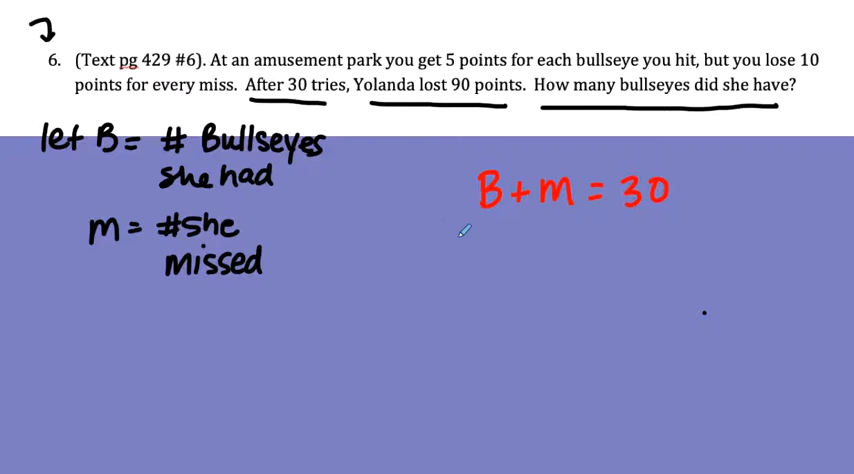 6. (Text pg 429 #6). At an amusement park you get 5 points for each bullseye you hit, but you lose 10
points for every miss. After 30 tries, Yolanda lost 90 points. How many bullseyes did she have?
let B = # Bullseyes
she had
B + m = 30
m = #she
missed